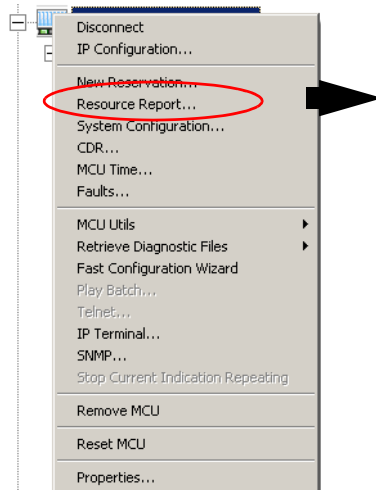 Disconnect
IP Configuration...
New Reservation...
Resource Report...
System Configuration...
CDR...
MCU Time...
Faults...
MCU Utils
Retrieve Diagnostic Files
Fast Configuration Wizard
Play Batch...
Telnet...
IP Terminal...
SNMP...
Stop Current Indication Repeating
Remove MCU
Reset MCU
Properties...